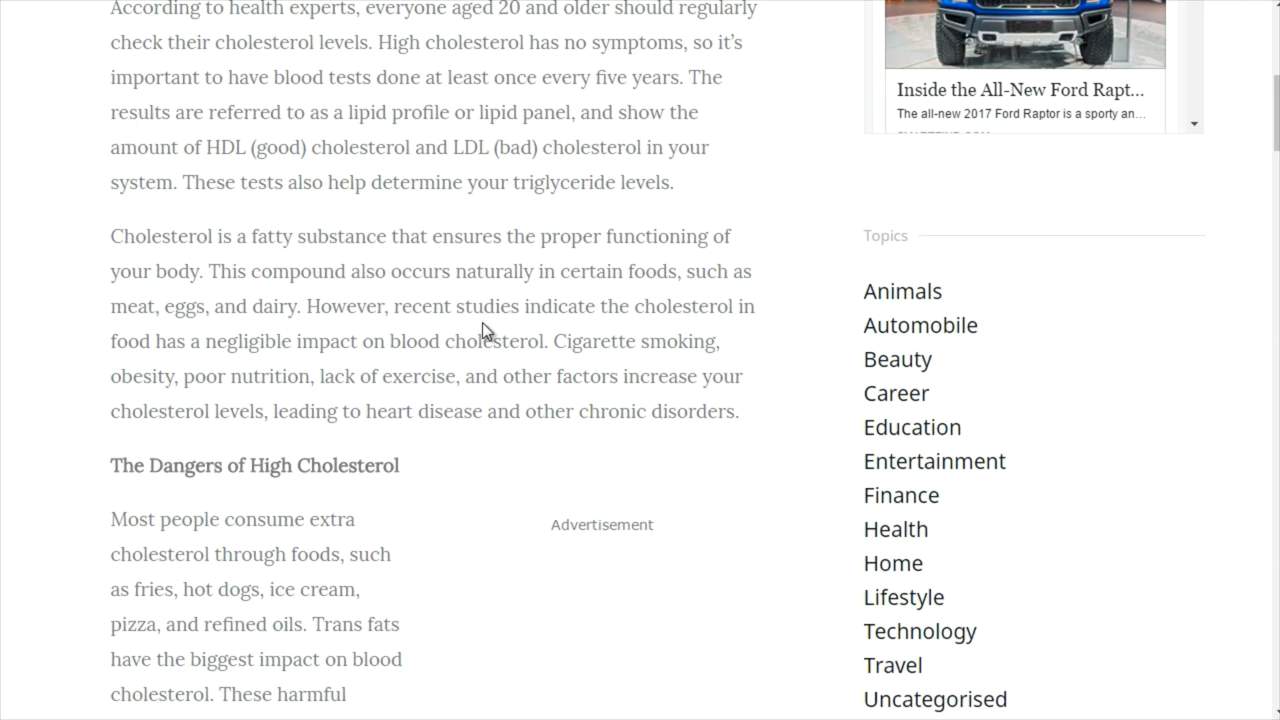 According to health experts, everyone aged 20 and older should regularly
check their cholesterol levels. High cholesterol has no symptoms, so it’s
important to have blood tests done at least once every five years. The
results are referred to as a lipid profile or lipid panel, and show the
amount of HDL (good) cholesterol and LDL (bad) cholesterol in your
system. These tests also help determine your triglyceride levels.
Cholesterol is a fatty substance that ensures the proper functioning of
your body. This compound also occurs naturally in certain foods, such as
meat, eggs, and dairy. However, recent studies indicate the cholesterol in
food has a negligible impact on blood cholesterol. Cigarette smoking,
obesity, poor nutrition, lack of exercise, and other factors increase your
cholesterol levels, leading to heart disease and other chronic disorders.
The Dangers of High Cholesterol
Most people consume extra
cholesterol through foods, such
as fries, hot dogs, ice cream,
pizza, and refined oils. Trans fats
have the biggest impact on blood
cholesterol. These harmful
Advertisement
Inside the All-New Ford Rapt...
The all-new 2017 Ford Raptor is a sporty an...
Topics
Animals
Automobile
Beauty
Career
Education
Entertainment
Finance
Health
Home
Lifestyle
Technology
Travel
Uncategorised